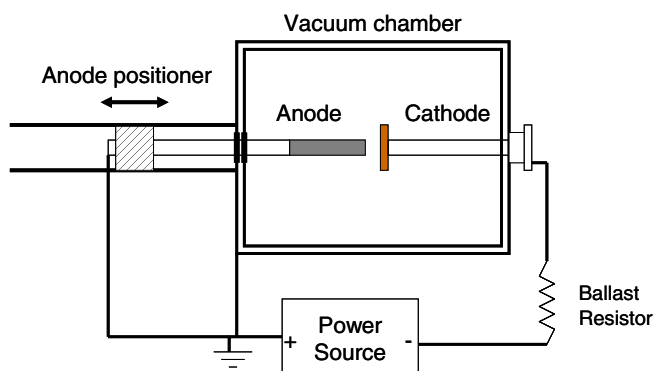 Vacuum chamber
Anode positioner
Anode
Cathode
Ballast
Resistor
+
Power
Source
-